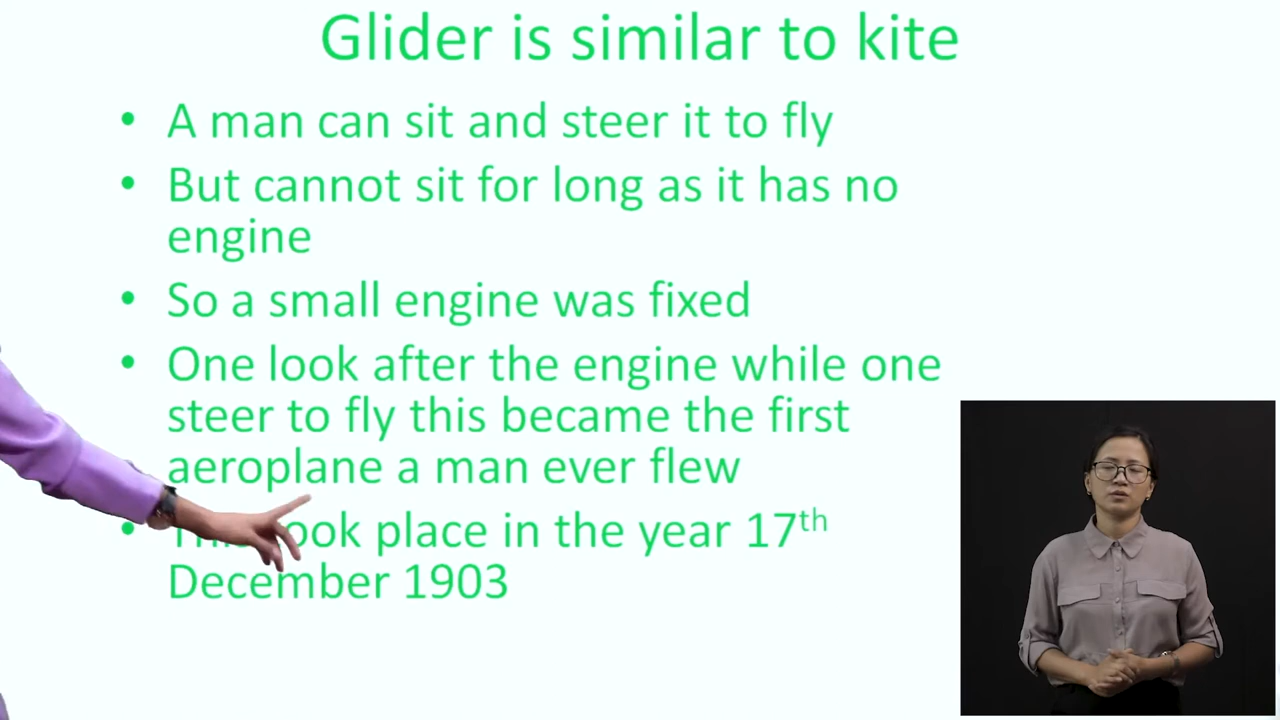 Glider is similar to kite
• A man can sit and steer it to fly
• But cannot sit for long as it has no
engine
• So a small engine was fixed
• One look after the engine while one
steer to fly this became the first
aeroplane a man ever flew
• took place in the year 17th
December 1903